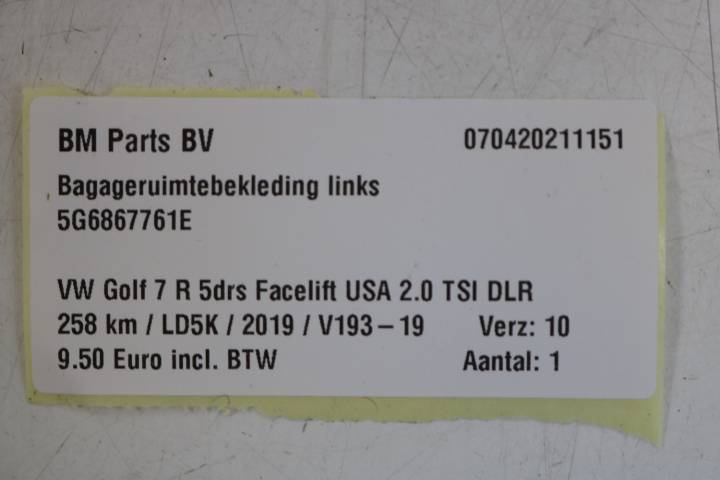 BM Parts BV 070420211151
Bagageruimtebekleding links
5G6867761E
VW Golf 7 R 5drs Facelift USA 2.0 TSI DLR
258 km / LD5K / 2019 / V193-19 Verz: 10
9.50 Euro incl. BTW Aantal: 1